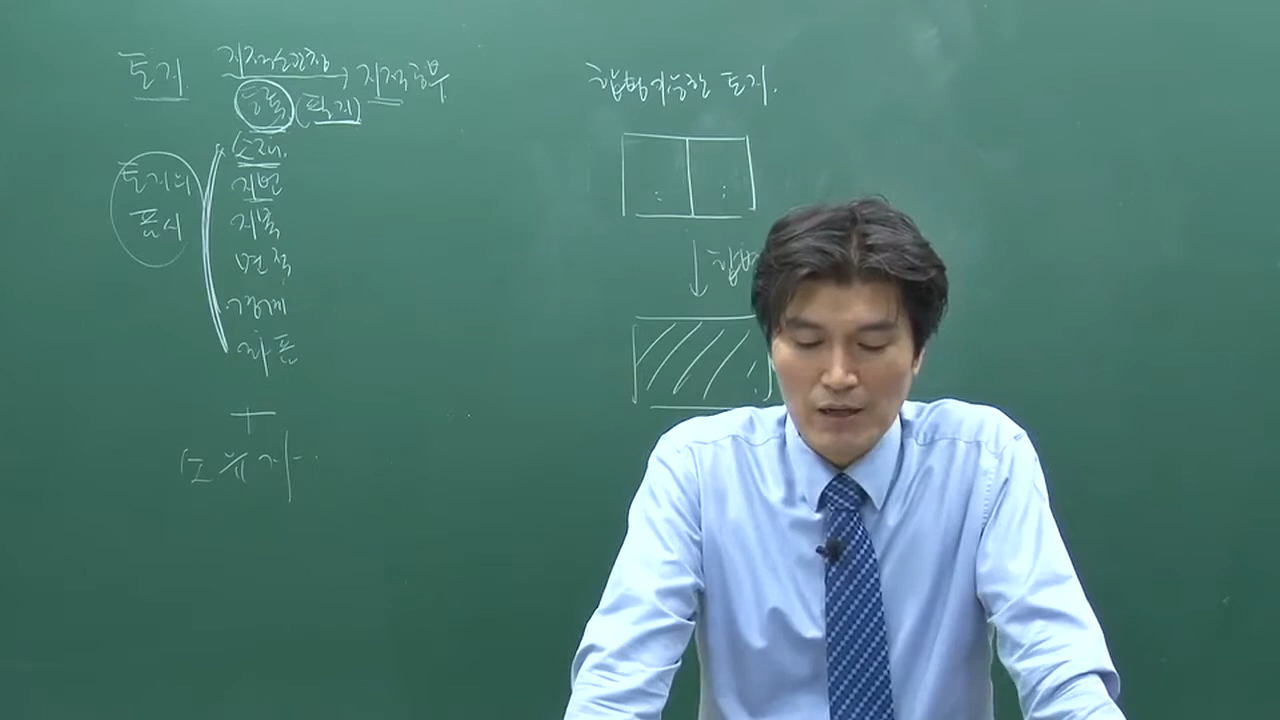 토지 지적소관청 → 지적공부
등록 (필지)
토지의 표시
소재
지번
지목
면적
경계
좌표
+
소유자
합병가능한 토지
합병